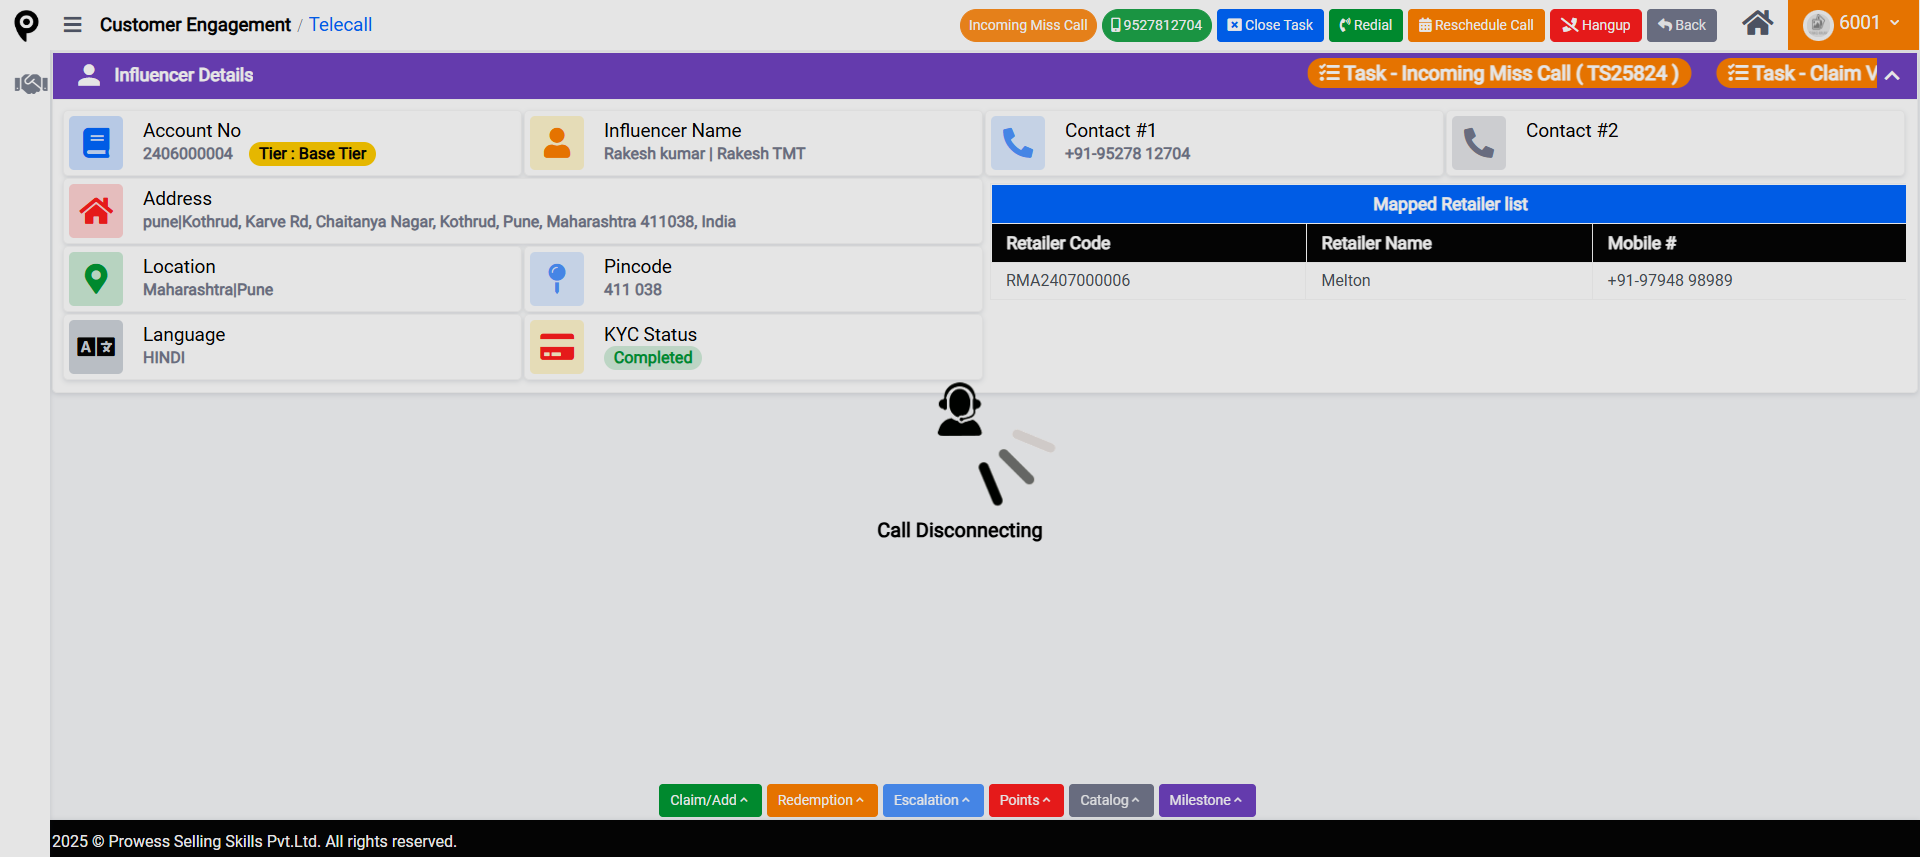 Customer Engagement / Telecall
Incoming Miss Call
9527812704
Close Task
Redial
Reschedule Call
Hangup
Back
6001
Influencer Details
Task - Incoming Miss Call ( TS25824 )
Task - Claim V
Account No
2406000004 Tier : Base Tier
Influencer Name
Rakesh kumar | Rakesh TMT
Contact #1
+91-95278 12704
Contact #2
Address
pune|Kothrud, Karve Rd, Chaitanya Nagar, Kothrud, Pune, Maharashtra 411038, India
Mapped Retailer list
Retailer Code Retailer Name Mobile #
RMA2407000006 Melton +91-97948 98989
Location
Maharashtra|Pune
Pincode
411 038
Language
HINDI
KYC Status
Completed
Call Disconnecting
Claim/Add
Redemption
Escalation
Points
Catalog
Milestone
2025 © Prowess Selling Skills Pvt.Ltd. All rights reserved.